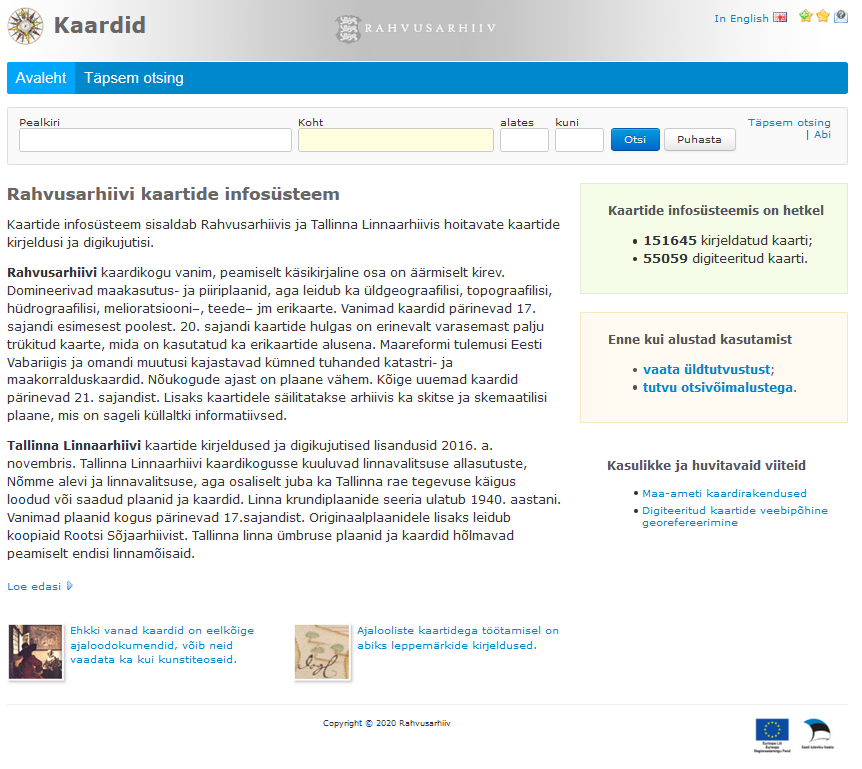 Kaardid
RAHVUSARHIIV
In English
Avaleht
Täpsem otsing
Pealkiri
Koht
alates
kuni
Otsi
Puhasta
Täpsem otsing
| Abi
Rahvusarhiivi kaartide infosüsteem
Kaartide infosüsteem sisaldab Rahvusarhiivis ja Tallinna Linnaarhiivis hoitavate kaartide
kirjeldusi ja digikujutisi.
Rahvusarhiivi kaardikogu vanim, peamiselt käsikirjaline osa on äärmiselt kirev.
Domineerivad maakasutus- ja piiriplaanid, aga leidub ka üldgeograafilisi, topograafilisi,
hüdrograafilisi, melioratsiooni–, teede– jm erikaarte. Vanimad kaardid pärinevad 17.
sajandi esimesest poolest. 20. sajandi kaartide hulgas on erinevalt varasemast palju
trükitud kaarte, mida on kasutatud ka erikaartide alusena. Maareformi tulemusi Eesti
Vabariigis ja omandi muutusi kajastavad kümned tuhanded katastri- ja
maakorralduskaardid. Nõukogude ajast on plaane vähem. Kõige uuemad kaardid
pärinevad 21. sajandist. Lisaks kaartidele säilitatakse arhiivis ka skitse ja skemaatilisi
plaane, mis on sageli küllaltki informatiivsed.
Tallinna Linnaarhiivi kaartide kirjeldused ja digikujutised lisandusid 2016. a.
novembris. Tallinna Linnaarhiivi kaardikogusse kuuluvad linnavalitsuse allasutuste,
Nõmme alevi ja linnavalitsuse, aga osaliselt juba ka Tallinna rae tegevuse käigus
loodud või saadud plaanid ja kaardid. Linna krundiplaanide seeria ulatub 1940. aastani.
Vanimad plaanid kogus pärinevad 17.sajandist. Originaalplaanidele lisaks leidub
koopiaid Rootsi Sõjaarhiivist. Tallinna linna ümbruse plaanid ja kaardid hõlmavad
peamiselt endisi linnamõisaid.
Loe edasi
Kaartide infosüsteemis on hetkel
• 151645 kirjeldatud kaarti;
• 55059 digiteeritud kaarti.
Enne kui alustad kasutamist
• vaata üldtutvustust;
• tutvu otsivõimalustega.
Kasulikke ja huvitavaid viiteid
• Maa-ameti kaardirakendused
• Digiteeritud kaartide veebipõhine
georefereerimine
Ehkki vanad kaardid on eelkõige
ajaloodokumendid, võib neid
vaadata ka kui kunstiteoseid.
Ajalooliste kaartidega töötamisel on
abiks leppemärkide kirjeldused.
Copyright © 2020 Rahvusarhiiv
Euroopa Liit
Euroopa
Regionaalarengu Fond
Eesti tuleviku heaks